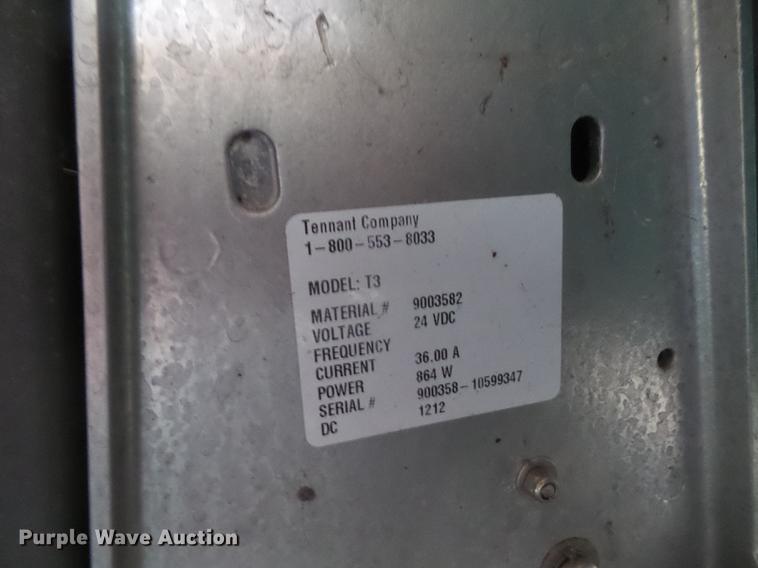 Tennant Company
1-800-553-8033
MODEL: T3
MATERIAL # 9003582
VOLTAGE 24 VDC
FREQUENCY
CURRENT 36.00 A
POWER 864 W
SERIAL # 900358-10599347
DC 1212
Purple Wave Auction